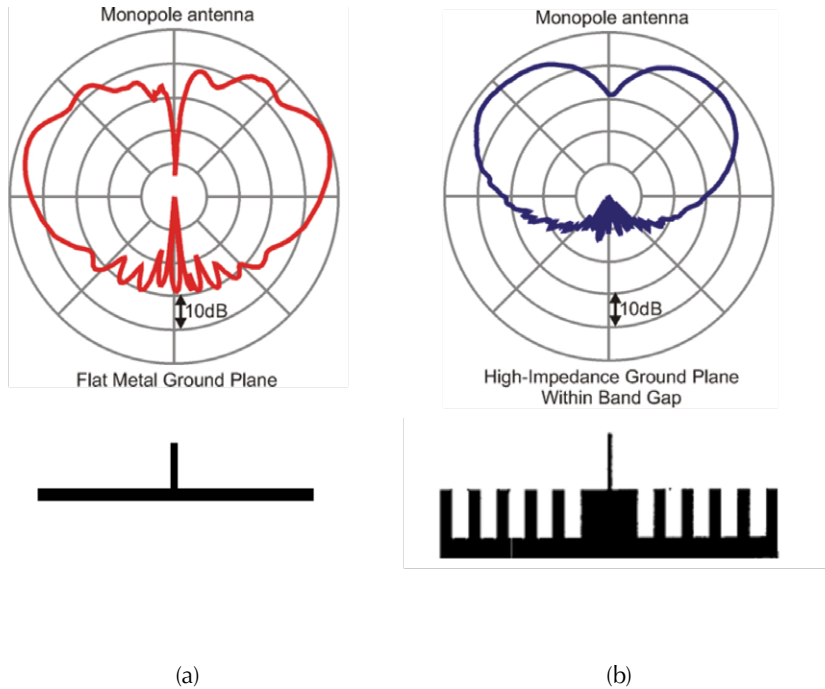 Monopole antenna
10dB
Flat Metal Ground Plane
(a)
Monopole antenna
10dB
High-Impedance Ground Plane
Within Band Gap
(b)